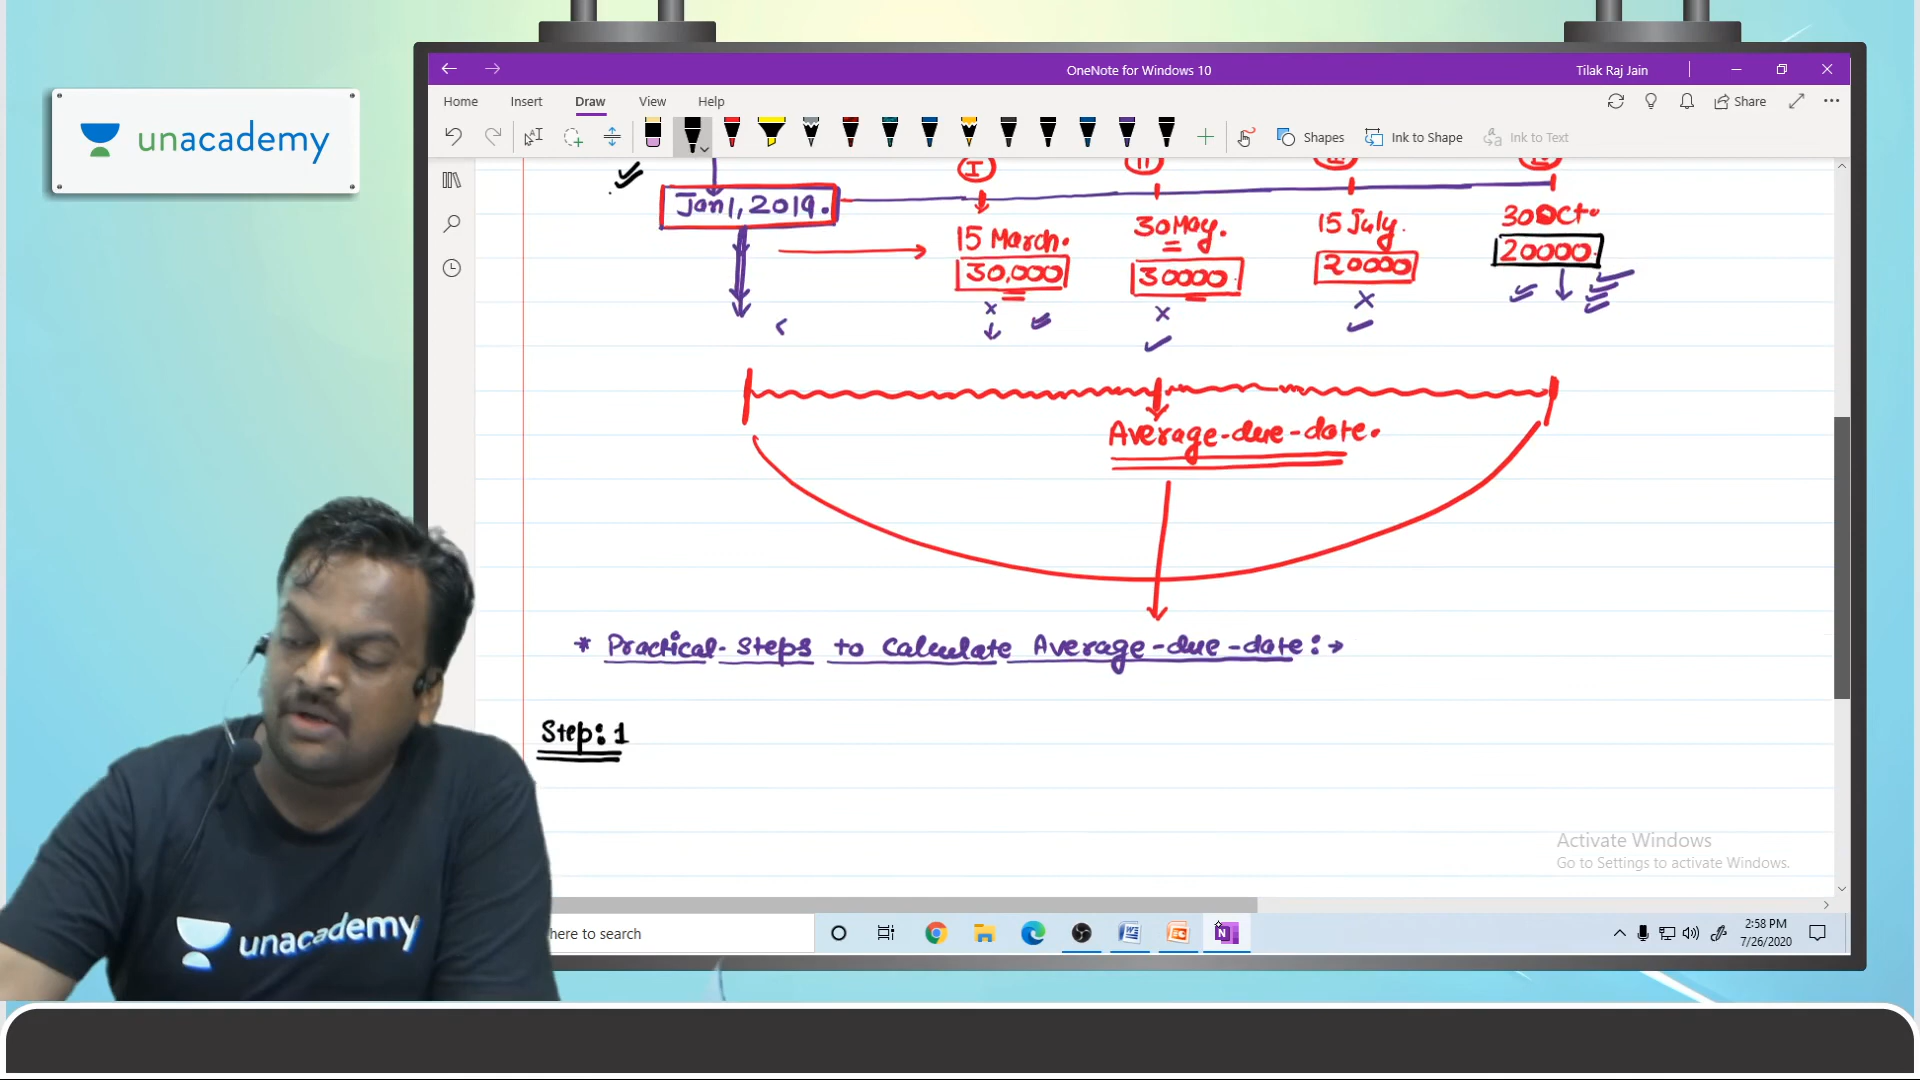 OneNote for Windows 10
Tilak Raj Jain
unacademy
Home Insert Draw View Help
Share
Shapes Ink to Shape Ink to Text
I
Jan 1, 2019.
15 March. 30 May. 15 July. 30 Oct.
30,000 30000 20000 20000
Average-due-date.
* Practical Steps to Calculate Average-due-date:→
Step: 1
Activate Windows
Go to Settings to activate Windows.
unacademy
here to search
2:58 PM
7/26/2020